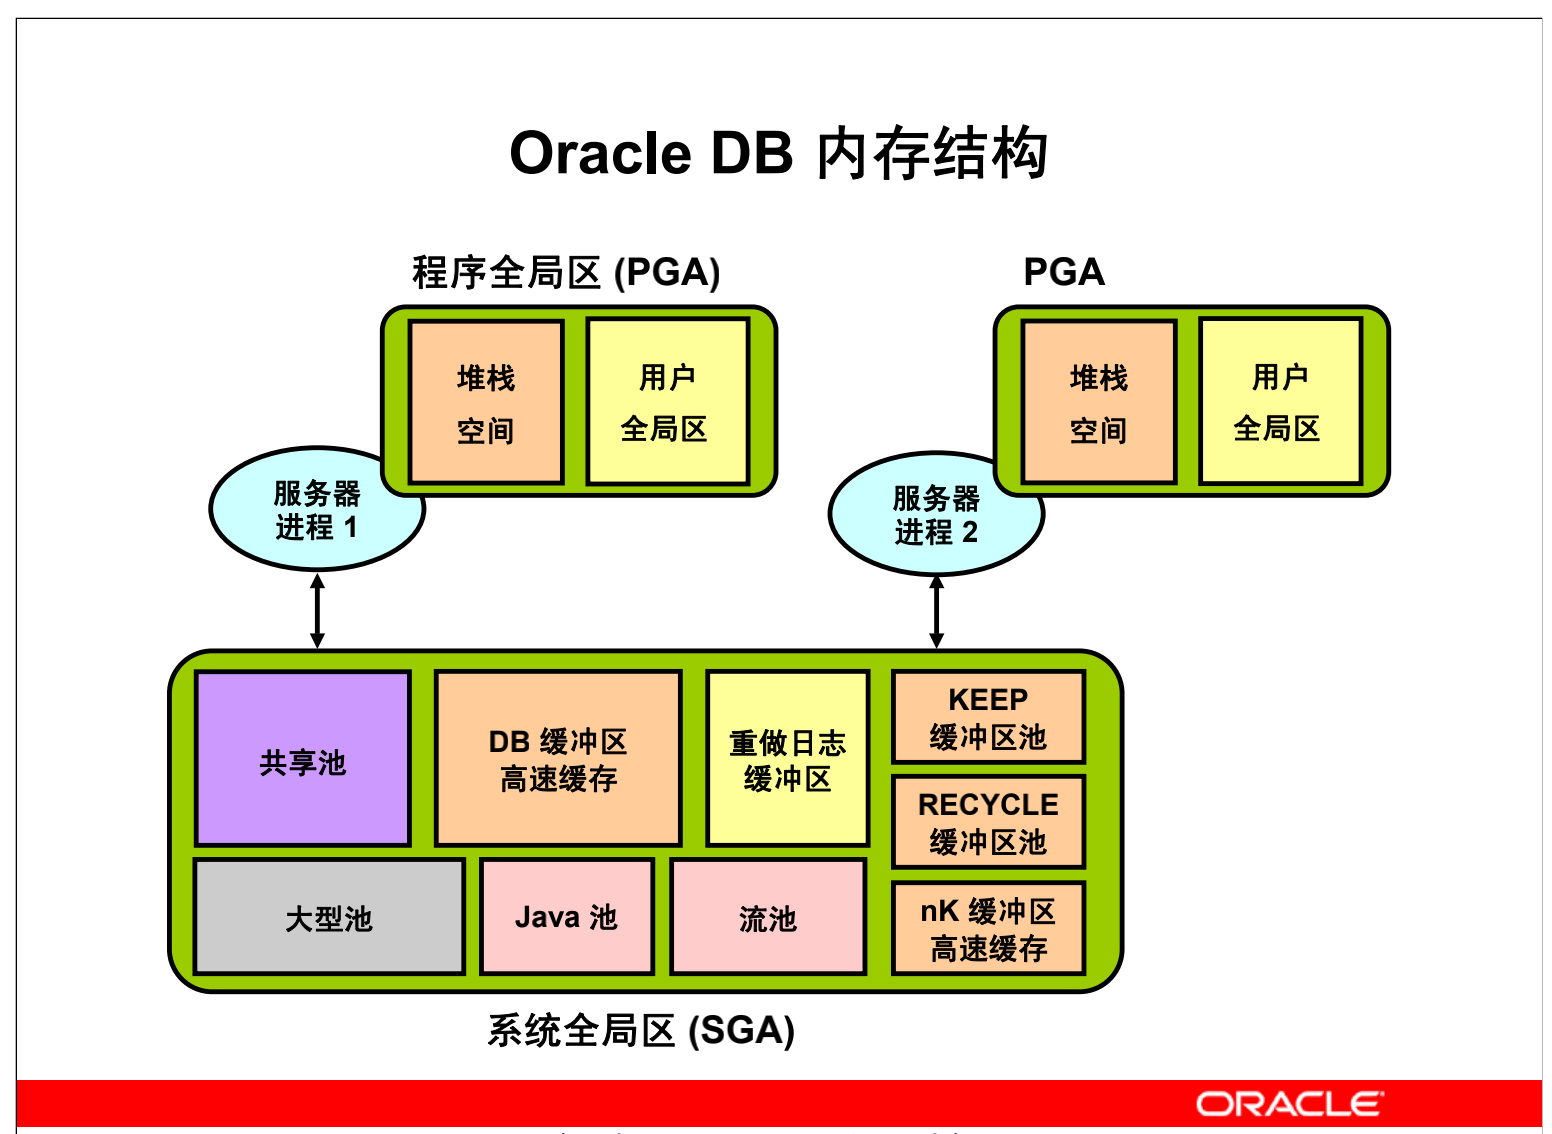 Oracle DB 内存结构
程序全局区 (PGA)
PGA
堆栈
空间
用户
全局区
堆栈
空间
用户
全局区
服务器
进程 1
服务器
进程 2
共享池
DB 缓冲区
高速缓存
重做日志
缓冲区
KEEP
缓冲区池
RECYCLE
缓冲区池
nK 缓冲区
高速缓存
大型池
Java 池
流池
系统全局区 (SGA)
ORACLE